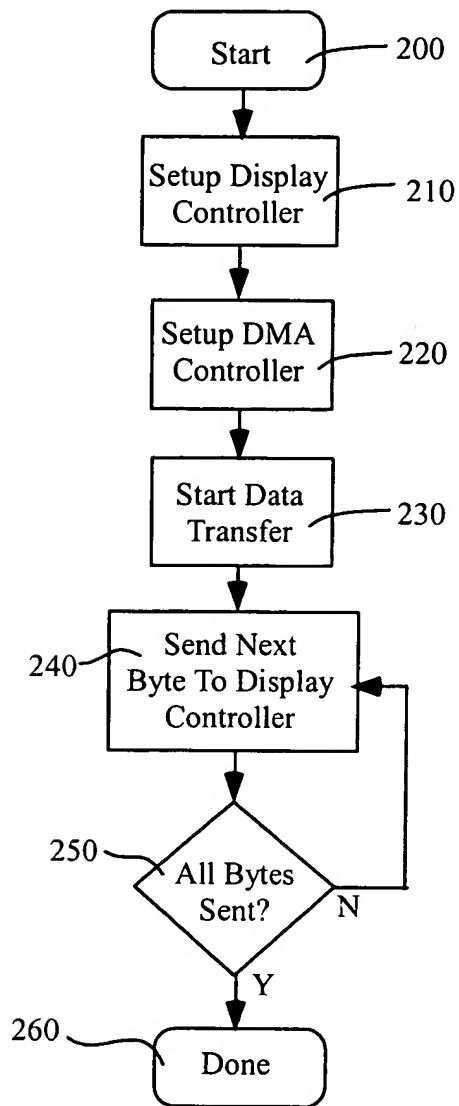 Start
200
Setup Display
Controller
210
Setup DMA
Controller
220
Start Data
Transfer
230
240
Send Next
Byte To Display
Controller
250
All Bytes
Sent?
N
Y
260
Done